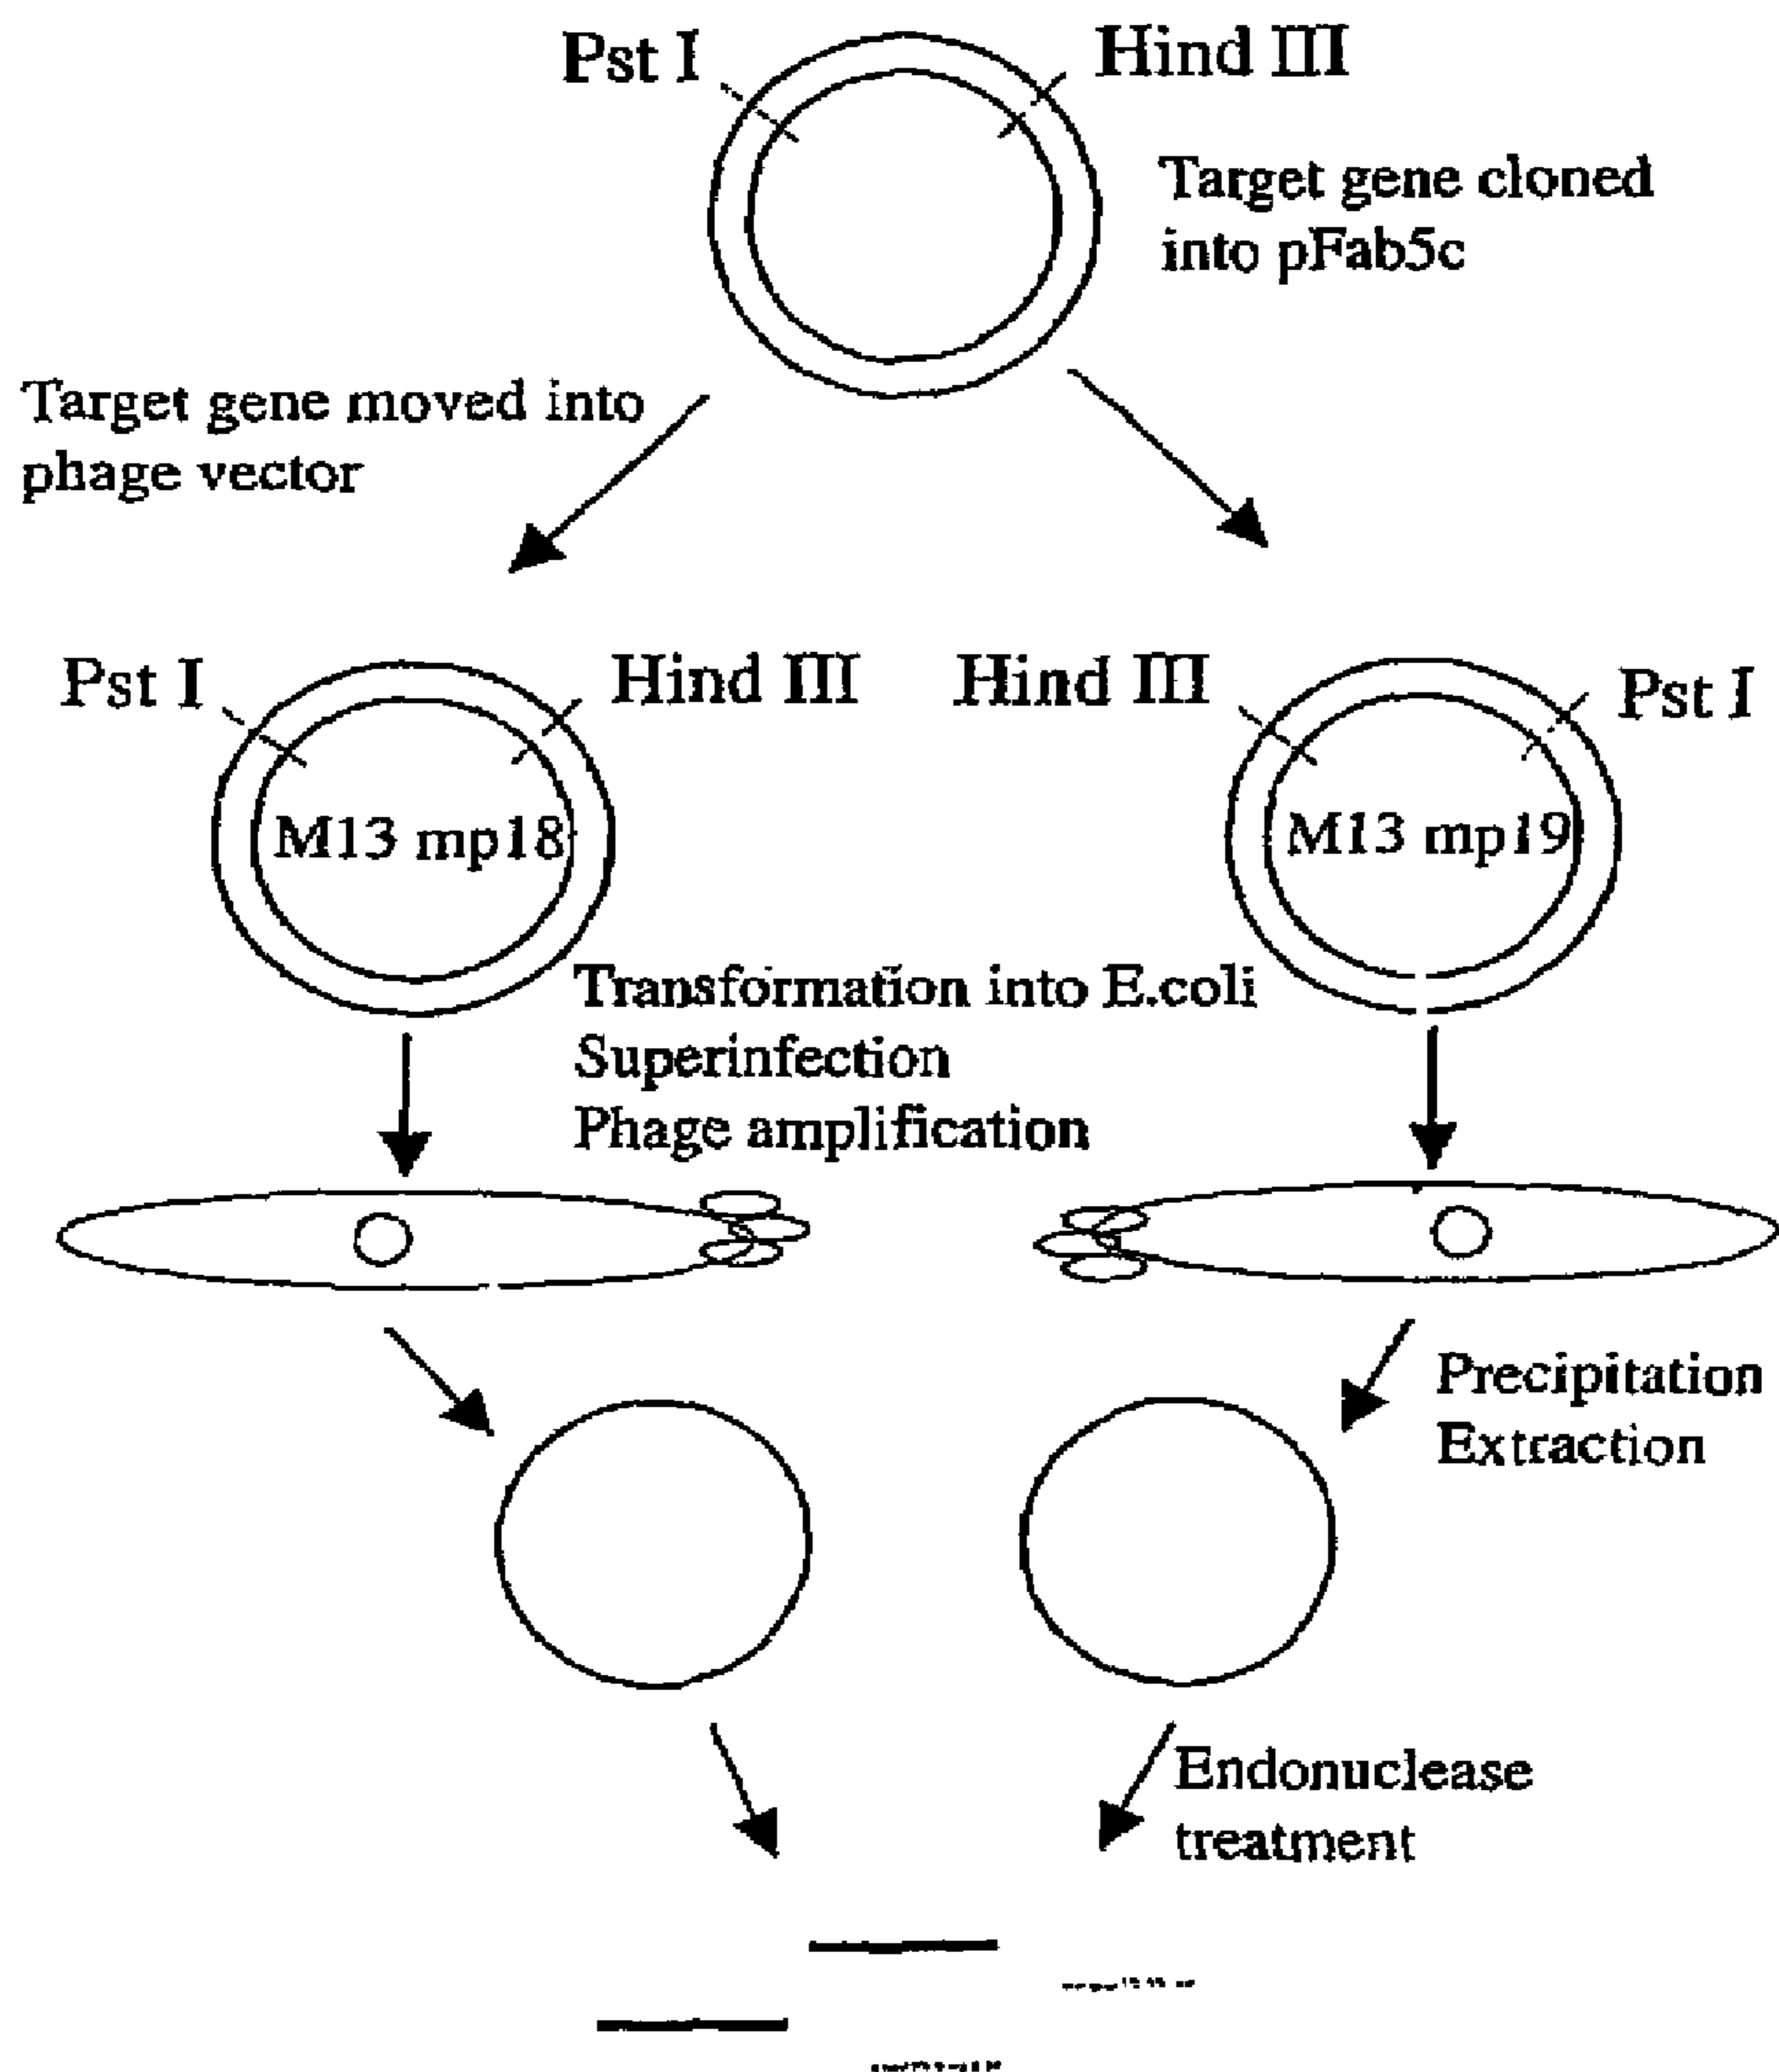 Pst I
Hind III
Target gene cloned
into pFab5c
Target gene moved into
phage vector
Pst I
Hind III
Hind III
Pst I
M13 mp18
M13 mp19
Transformation into E.coli
Superinfection
Phage amplification
Precipitation
Extraction
Endonuclease
treatment